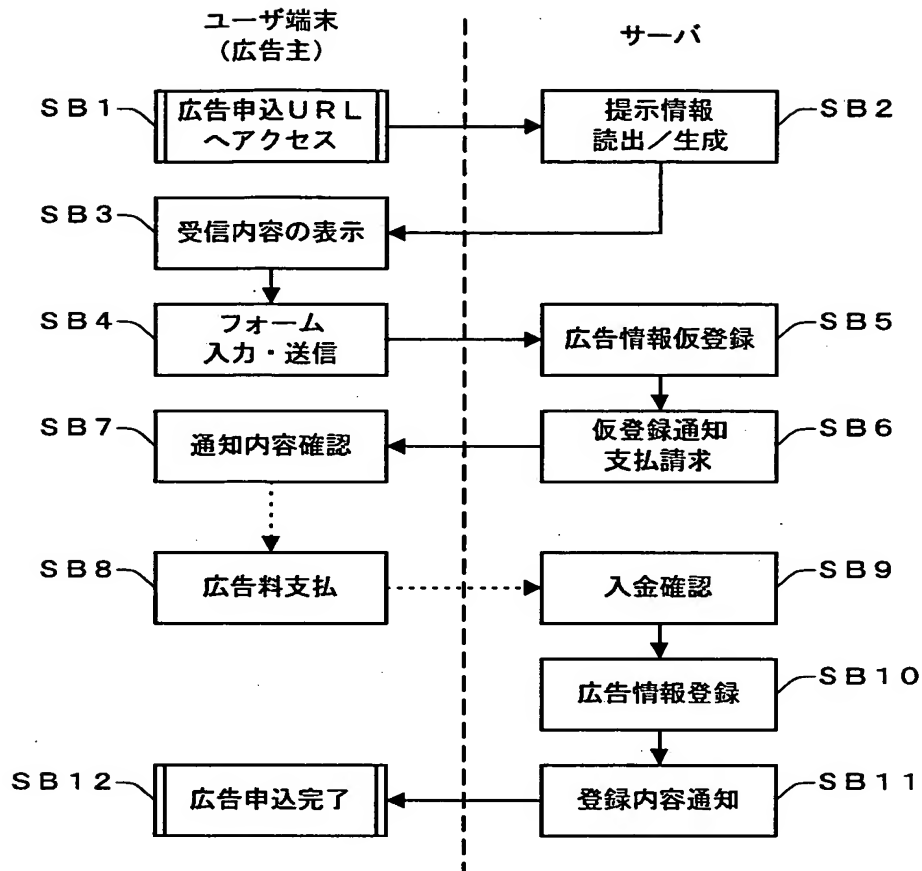 ユーザ端末
(広告主)
サーバ
SB1
広告申込URL
へアクセス
提示情報
読出/生成
SB2
SB3
受信内容の表示
SB4
フォーム
入力・送信
広告情報仮登録
SB5
SB7
通知内容確認
仮登録通知
支払請求
SB6
SB8
広告料支払
入金確認
SB9
広告情報登録
SB10
SB12
広告申込完了
登録内容通知
SB11